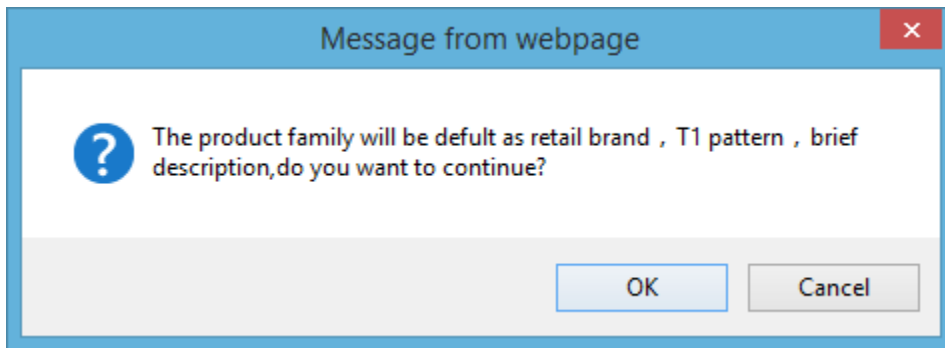 Message from webpage
The product family will be defult as retail brand , T1 pattern , brief
description,do you want to continue?
OK
Cancel